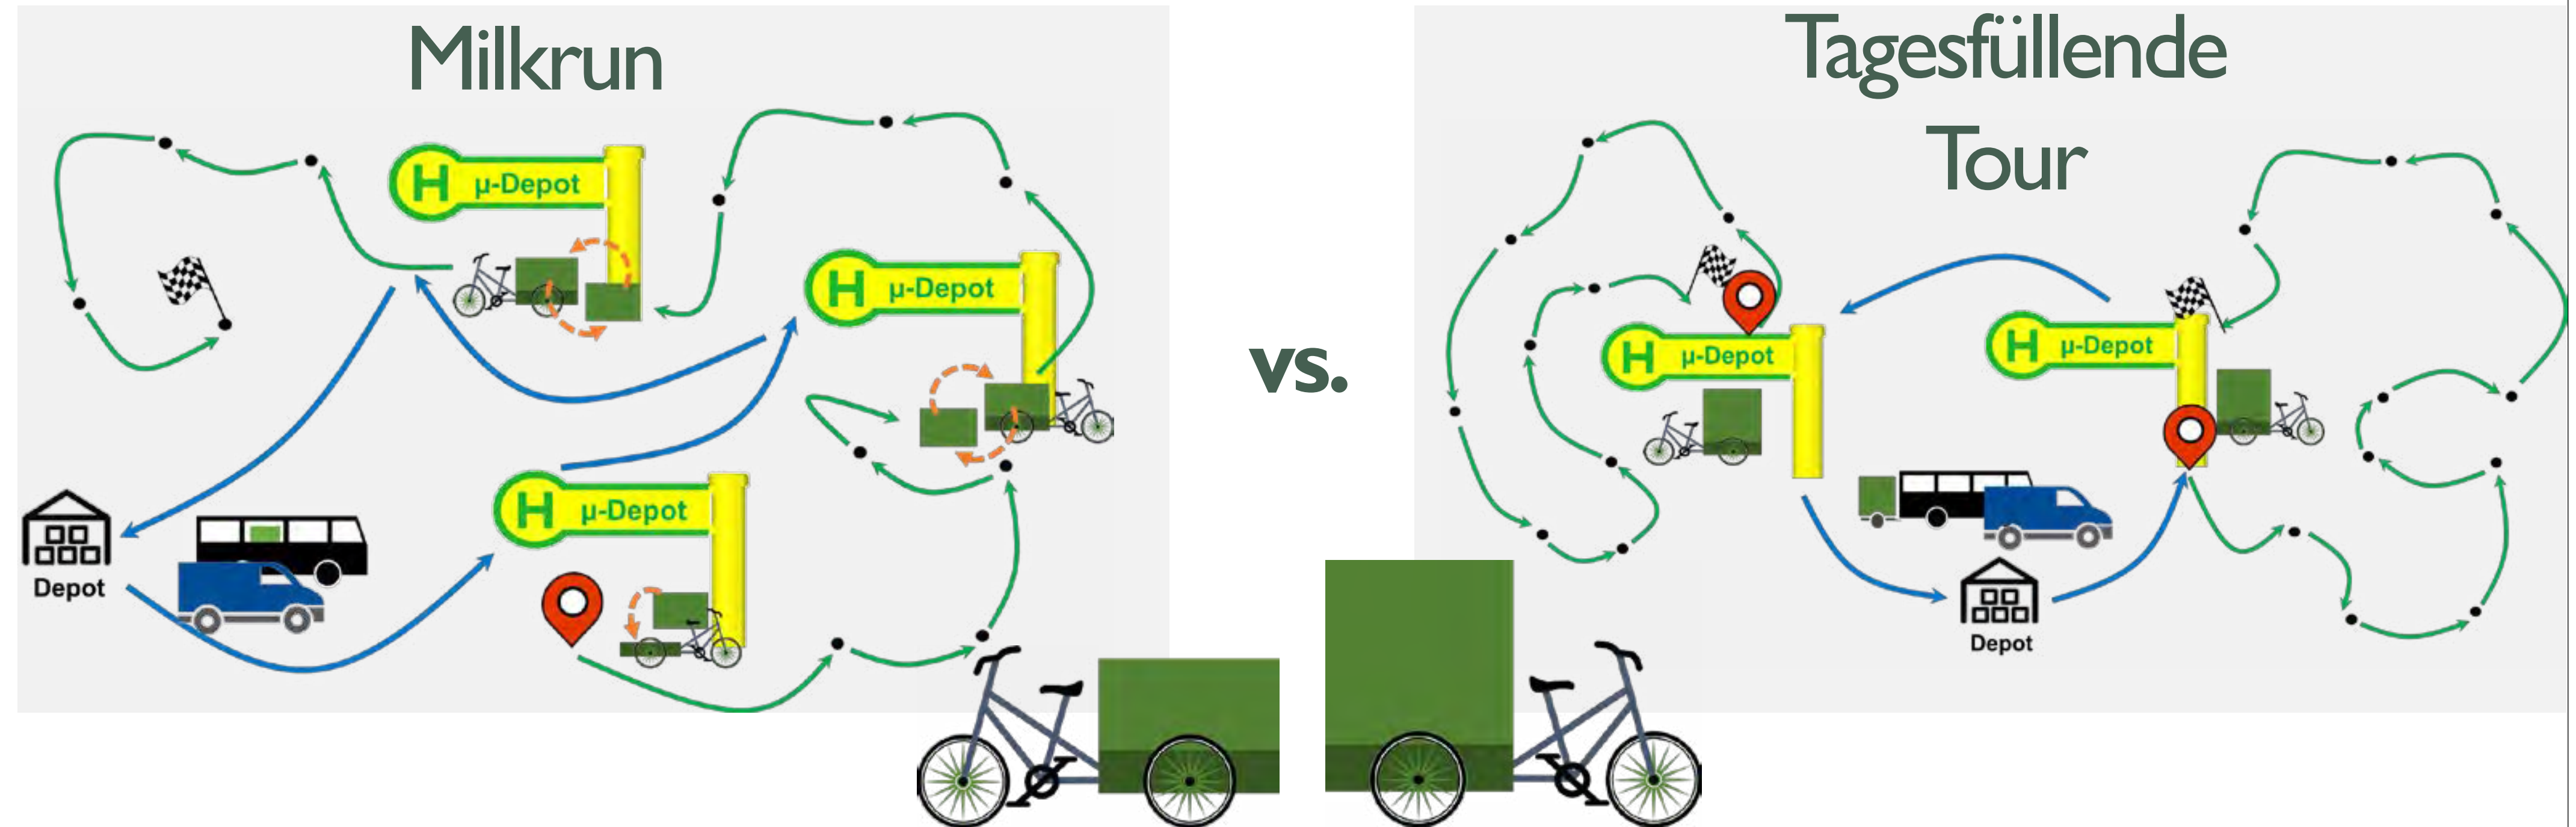 Milkrun
H µ-Depot
H µ-Depot
H µ-Depot
Depot
vs.
Tagesfüllende
Tour
H µ-Depot
H µ-Depot
Depot